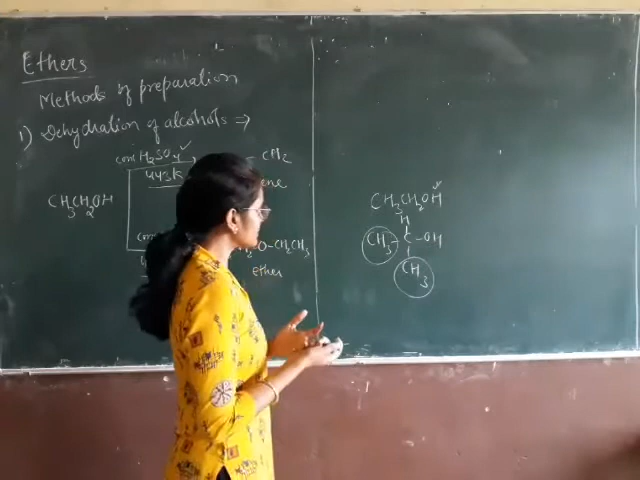 Ethers
Methods of preparation
1) Dehydration of alcohols ⇒
conc H2SO4 ✓
443K
CH2
ene
CH3CH2OH
O-CH2CH3
ether
CH3CH2OH ✓
H
CH3-C-OH
CH3